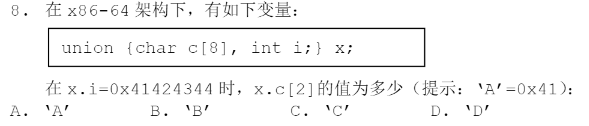 8. 在 x86-64 架构下，有如下变量：
union {char c[8], int i;} x;
在 x.i=0x41424344 时，x.c[2]的值为多少（提示：‘A’=0x41）：
A. ‘A’ B. ‘B’ C. ‘C’ D. ‘D’